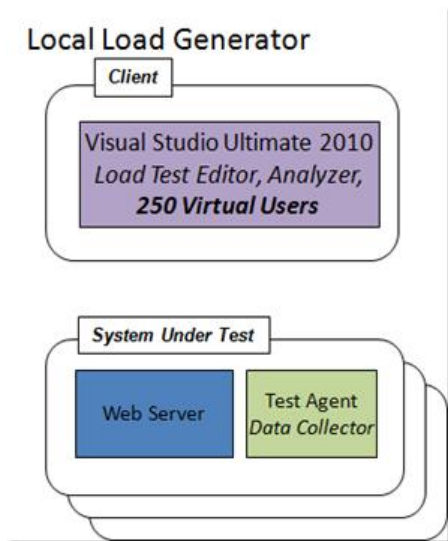 Local Load Generator
Client
Visual Studio Ultimate 2010
Load Test Editor, Analyzer,
250 Virtual Users
System Under Test
Web Server
Test Agent
Data Collector